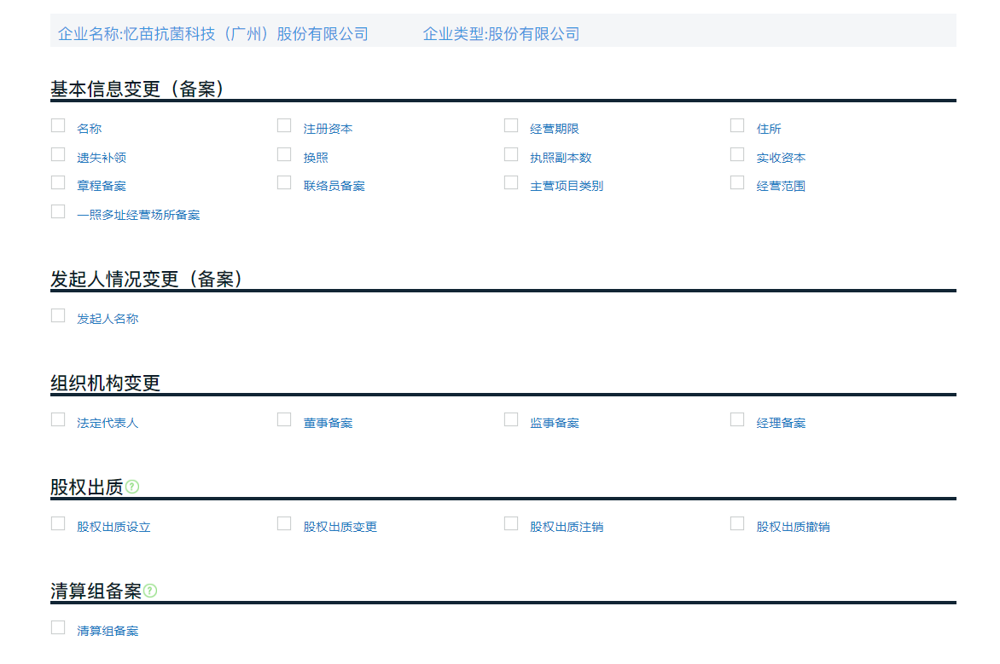 企业名称:忆苗抗菌科技（广州）股份有限公司 企业类型:股份有限公司
基本信息变更（备案）
名称 注册资本 经营期限 住所
遗失补领 换照 执照副本数 实收资本
章程备案 联络员备案 主营项目类别 经营范围
一照多址经营场所备案
发起人情况变更（备案）
发起人名称
组织机构变更
法定代表人 董事备案 监事备案 经理备案
股权出质?
股权出质设立 股权出质变更 股权出质注销 股权出质撤销
清算组备案?
清算组备案